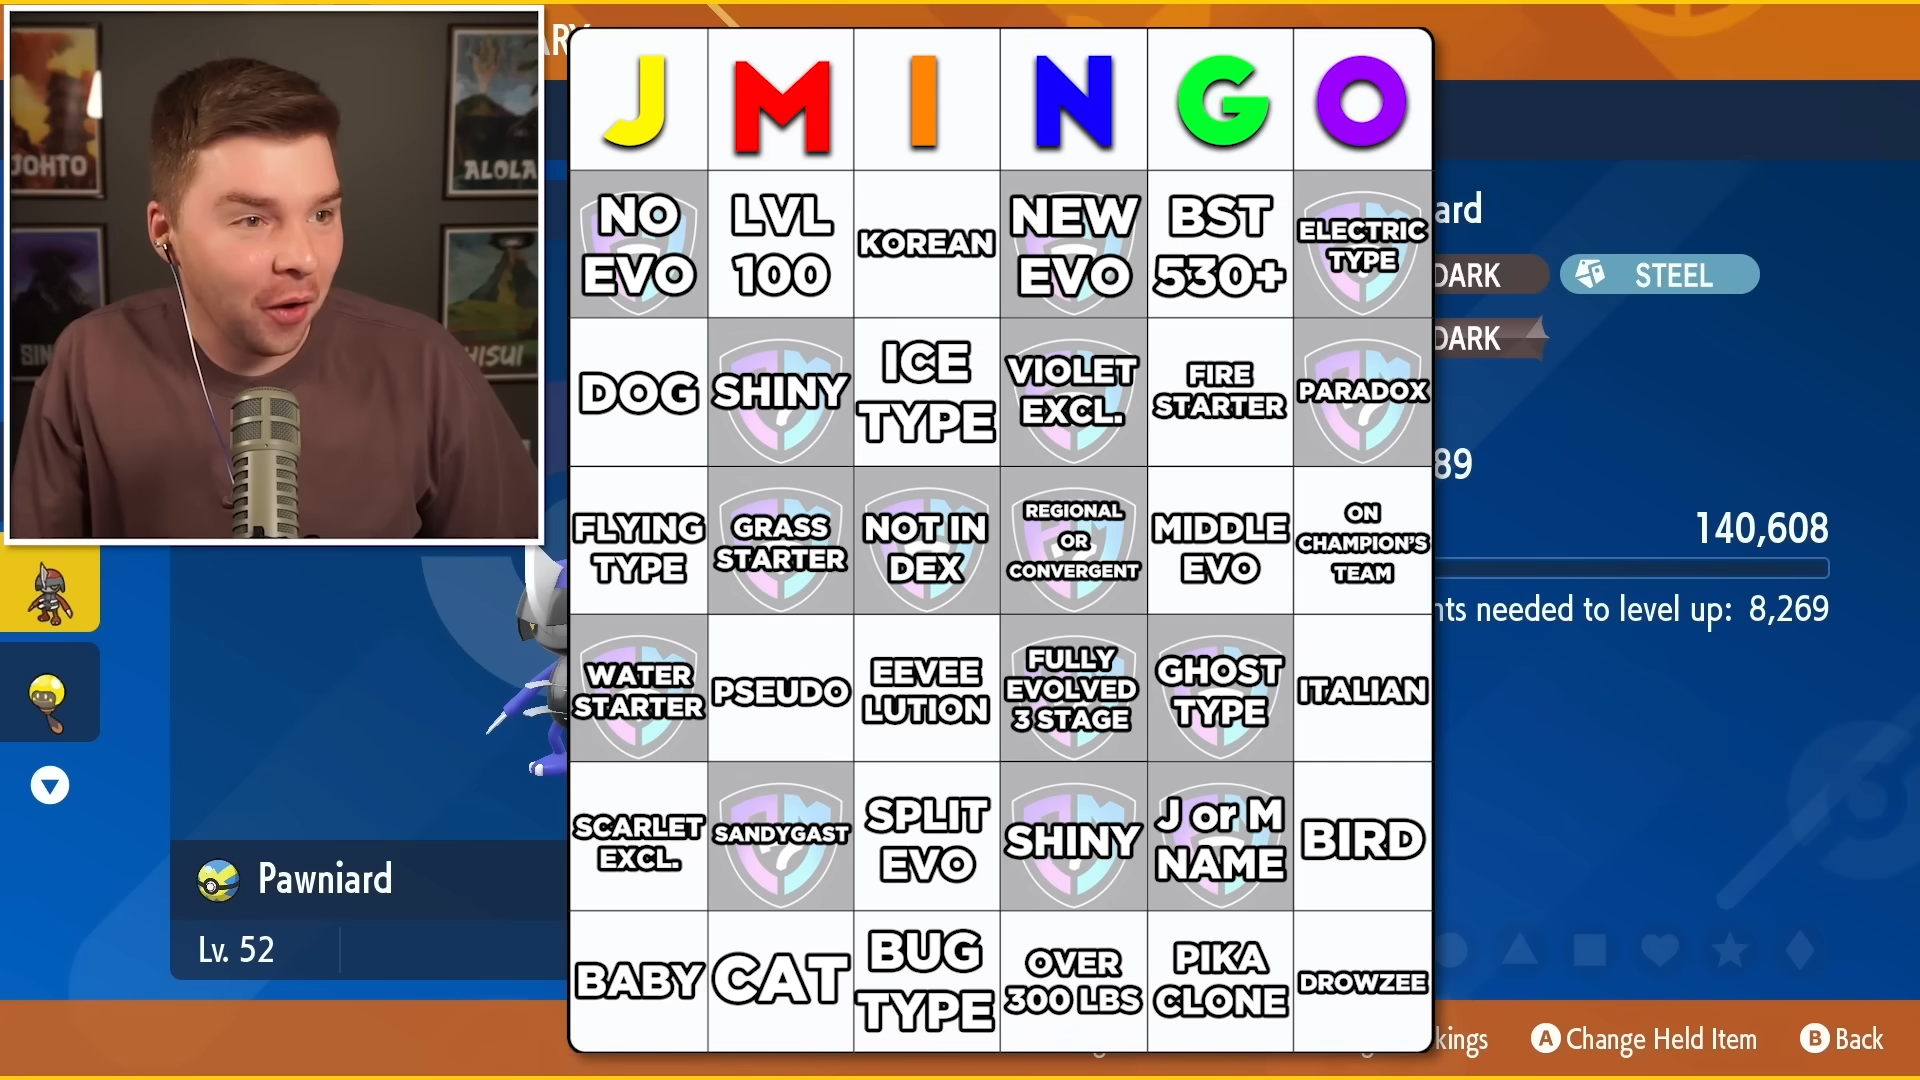 JOHTO
ALOLA
SIN
HISUI
J M I N G O
NO EVO
LVL 100
KOREAN
NEW EVO
BST 530+
ELECTRIC TYPE
DOG
SHINY
ICE TYPE
VIOLET EXCL.
FIRE STARTER
PARADOX
FLYING TYPE
GRASS STARTER
NOT IN DEX
REGIONAL OR CONVERGENT
MIDDLE EVO
ON CHAMPION'S TEAM
WATER STARTER
PSEUDO
EEVEE LUTION
FULLY EVOLVED 3 STAGE
GHOST TYPE
ITALIAN
SCARLET EXCL.
SANDYGAST
SPLIT EVO
SHINY
J or M NAME
BIRD
BABY
CAT
BUG TYPE
OVER 300 LBS
PIKA CLONE
DROWZEE
ard
DARK
STEEL
DARK
89
140,608
nts needed to level up: 8,269
Pawniard
Lv. 52
kings
A Change Held Item
B Back